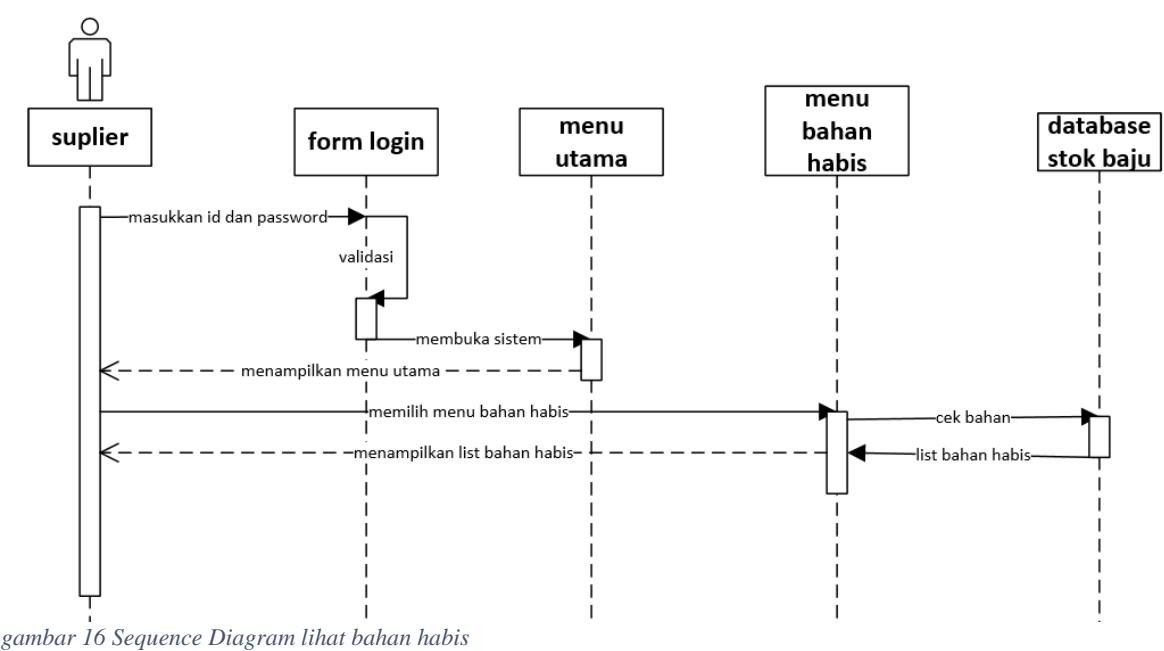 suplier
form login
menu
utama
menu
bahan
habis
database
stok baju
masukkan id dan password
validasi
membuka sistem
menampilkan menu utama
memilih menu bahan habis
cek bahan
menampilkan list bahan habis
list bahan habis
gambar 16 Sequence Diagram lihat bahan habis